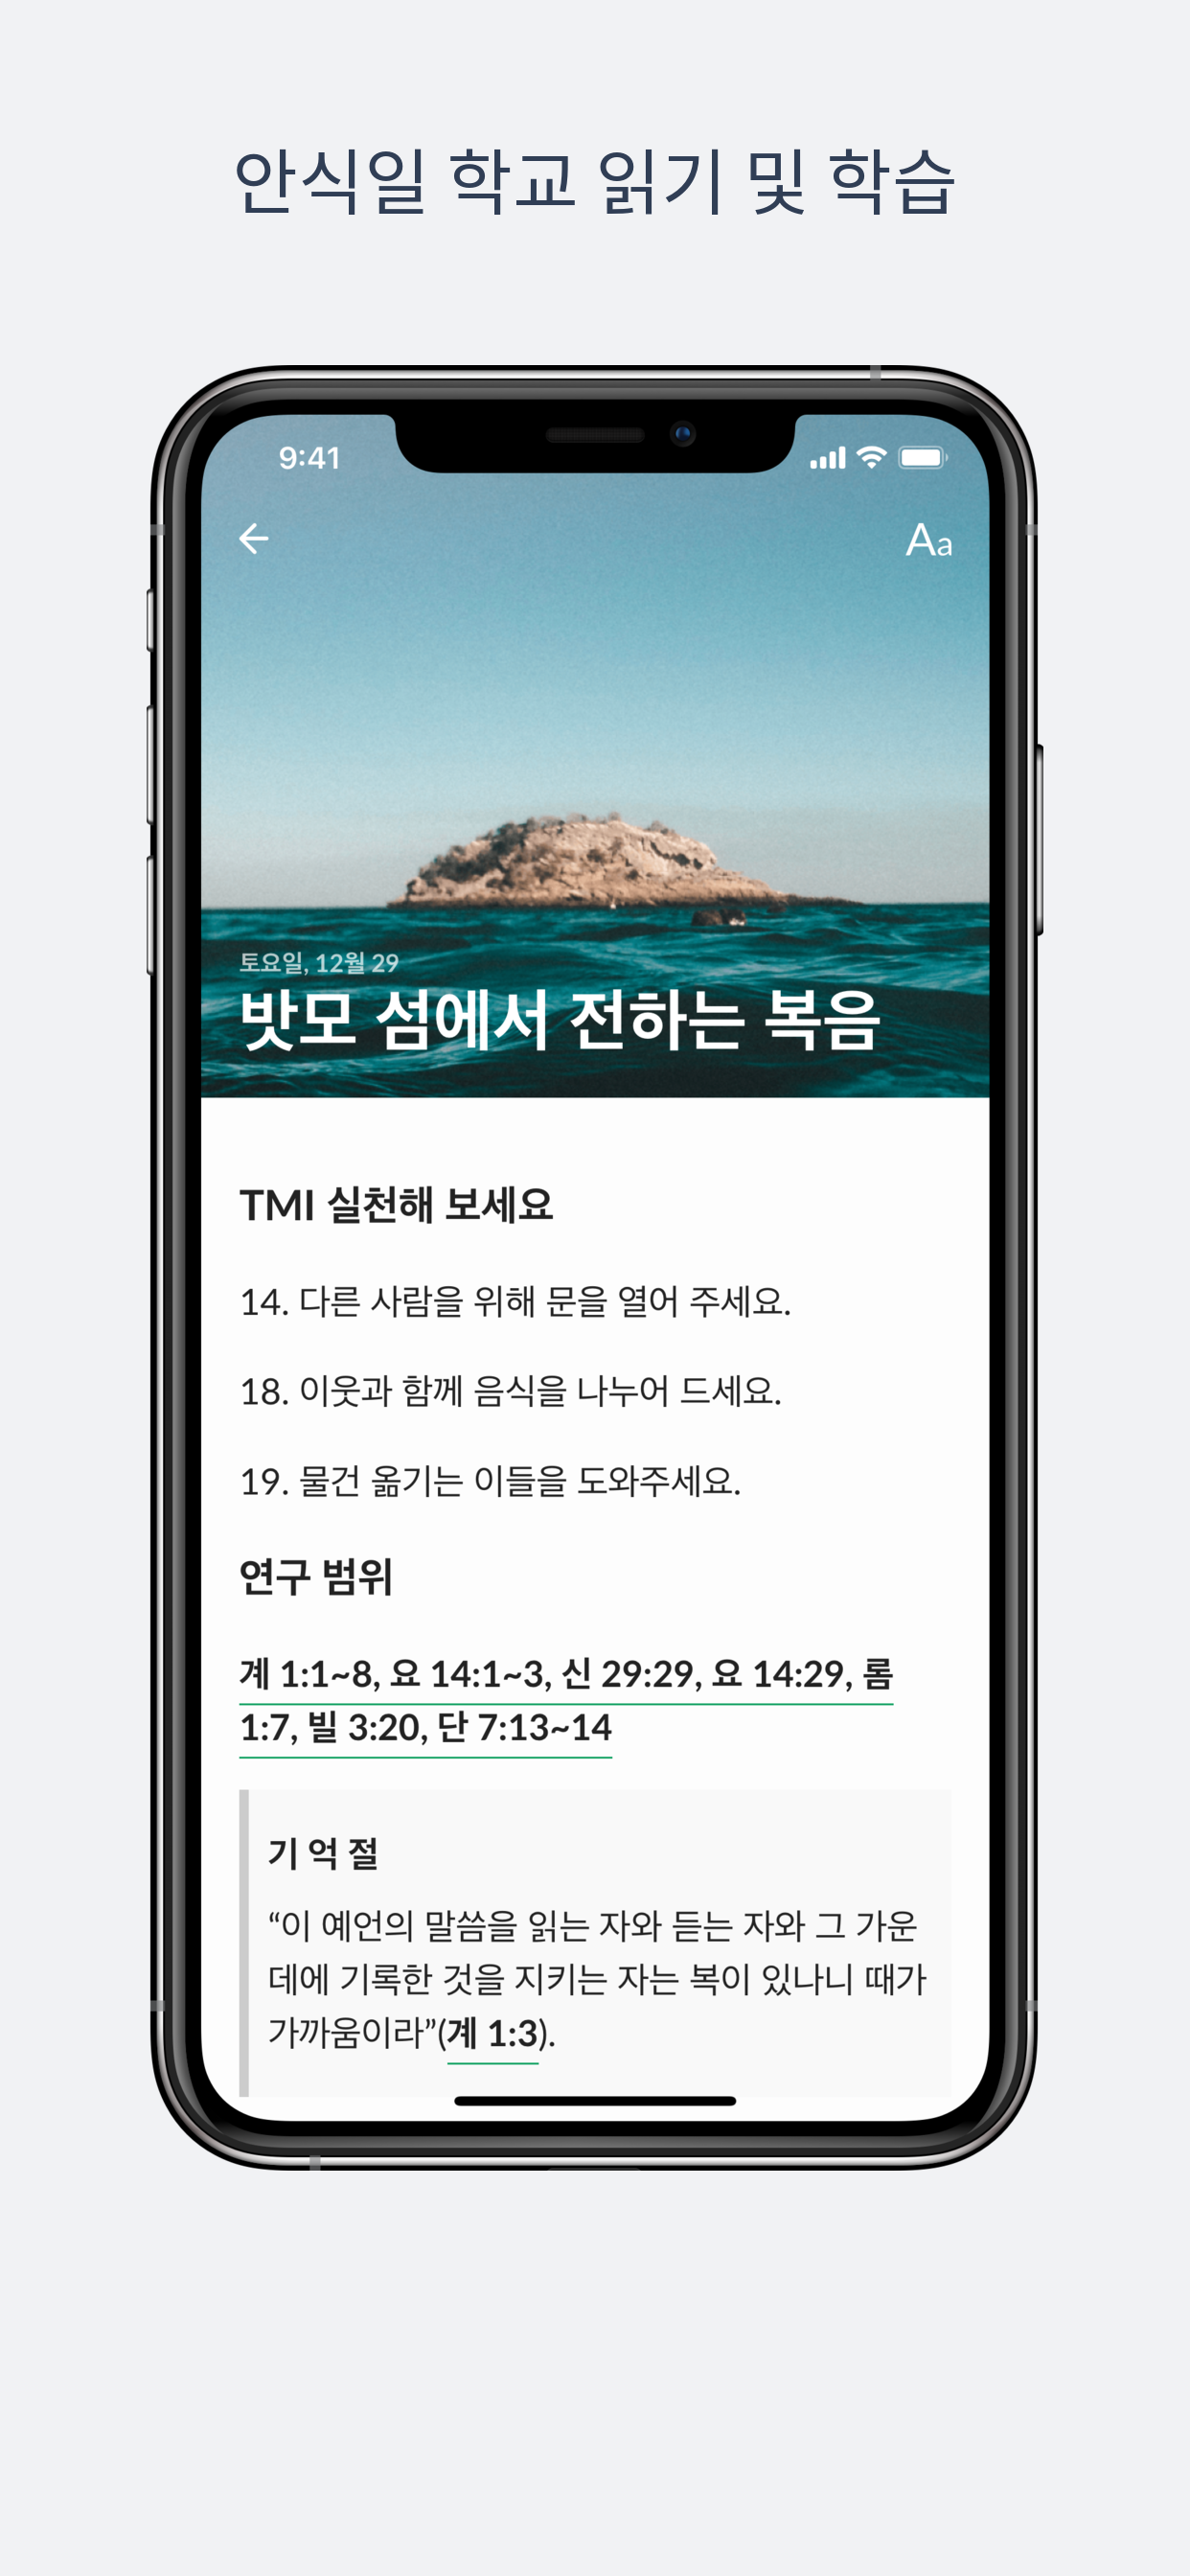 안식일 학교 읽기 및 학습
9:41
Aa
토요일, 12월 29
밧모 섬에서 전하는 복음
TMI 실천해 보세요
14. 다른 사람을 위해 문을 열어 주세요.
18. 이웃과 함께 음식을 나누어 드세요.
19. 물건 옮기는 이들을 도와주세요.
연구 범위
계 1:1~8, 요 14:1~3, 신 29:29, 요 14:29, 롬
1:7, 빌 3:20, 단 7:13~14
기 억 절
“이 예언의 말씀을 읽는 자와 듣는 자와 그 가운
데에 기록한 것을 지키는 자는 복이 있나니 때가
가까움이라”(계 1:3).